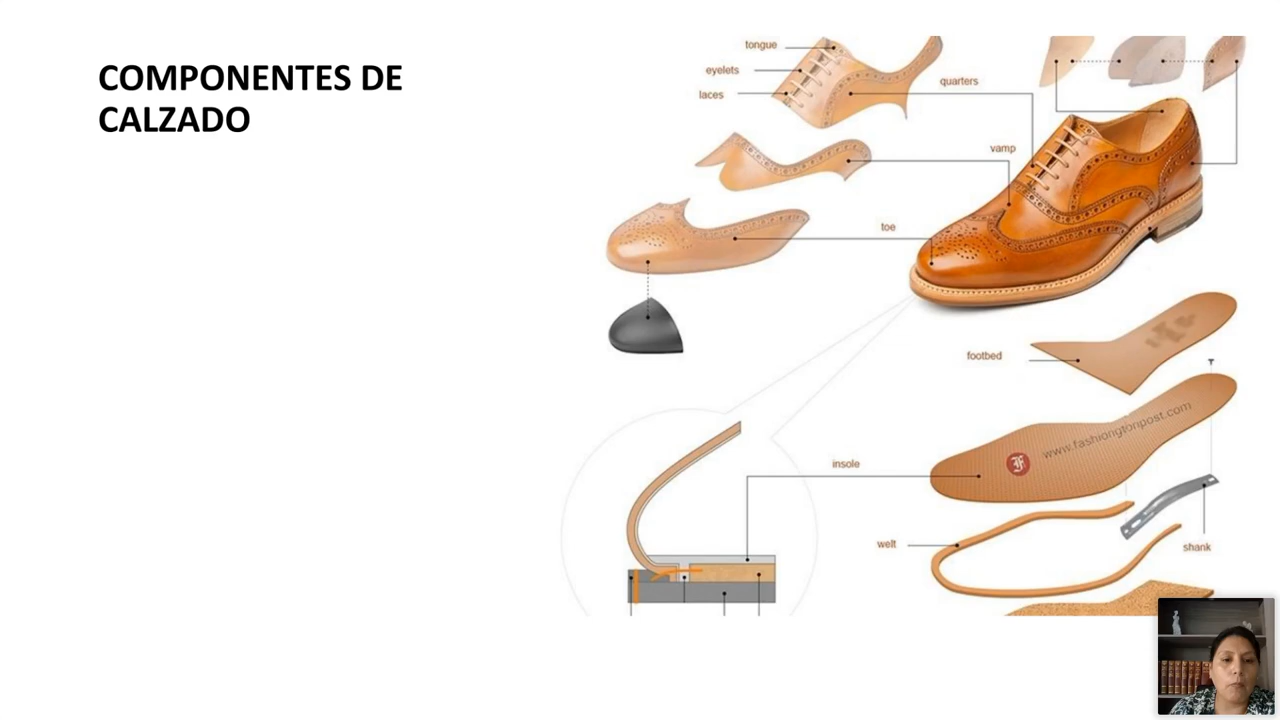 COMPONENTES DE
CALZADO
tongue
eyelets
laces
quarters
vamp
toe
footbed
www.fashiongtonpost.com
insole
welt
shank